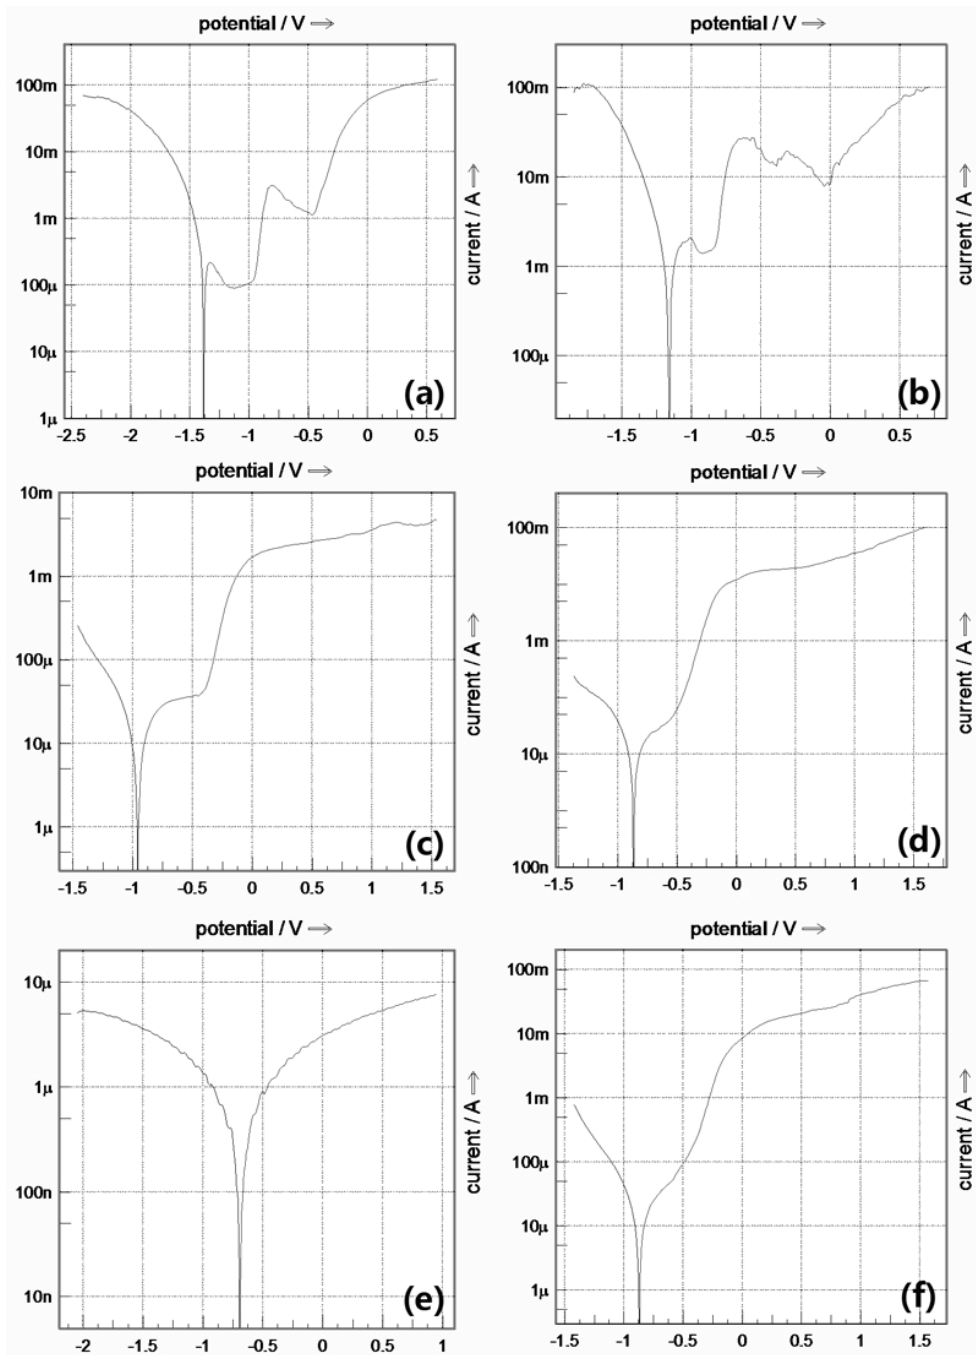 potential / V ⟹
100m
10m
1m
100µ
10µ
1µ
-2.5 -2 -1.5 -1 -0.5 0 0.5
current / A ⟹
(a)
potential / V ⟹
100m
10m
1m
100µ
-1.5 -1 -0.5 0 0.5
current / A ⟹
(b)
potential / V ⟹
10m
1m
100µ
10µ
1µ
-1.5 -1 -0.5 0 0.5 1 1.5
current / A ⟹
(c)
potential / V ⟹
100m
1m
10µ
100n
-1.5 -1 -0.5 0 0.5 1 1.5
current / A ⟹
(d)
potential / V ⟹
10µ
1µ
100n
10n
-2 -1.5 -1 -0.5 0 0.5 1
current / A ⟹
(e)
potential / V ⟹
100m
10m
1m
100µ
10µ
1µ
-1.5 -1 -0.5 0 0.5 1 1.5
current / A ⟹
(f)